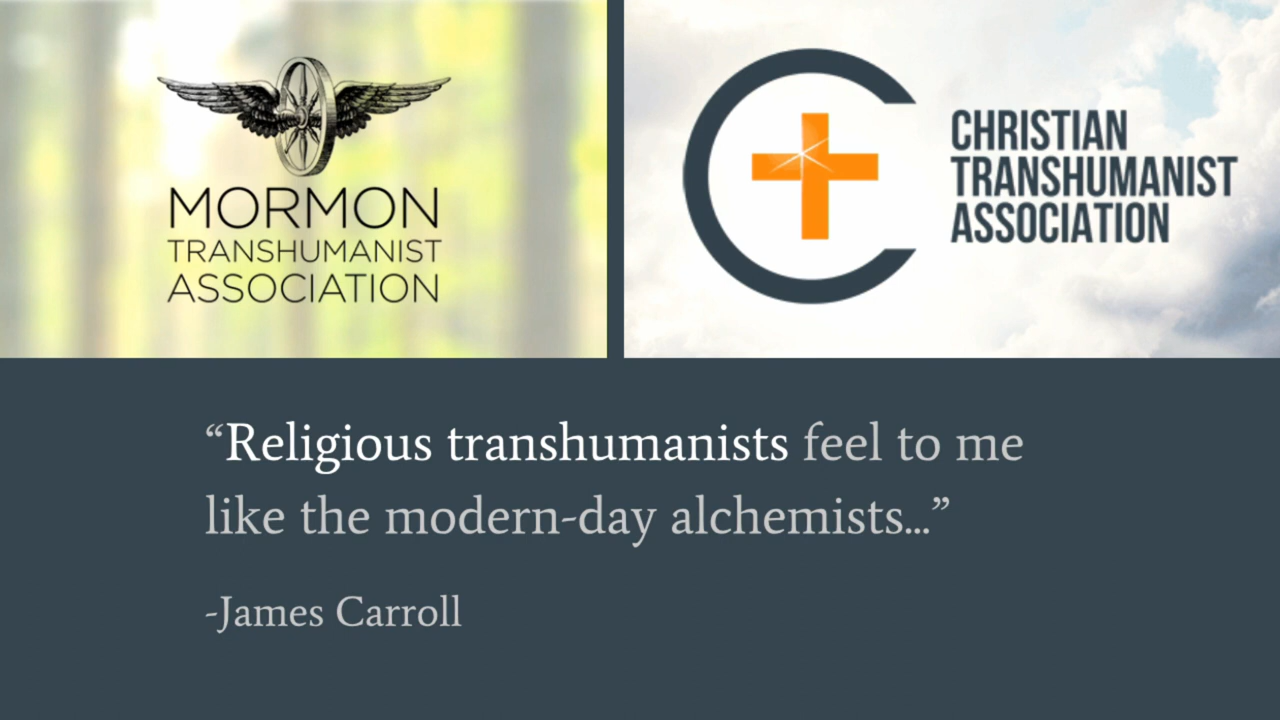 MORMON
TRANSHUMANIST
ASSOCIATION
CHRISTIAN
TRANSHUMANIST
ASSOCIATION
“Religious transhumanists feel to me
like the modern-day alchemists...”
-James Carroll